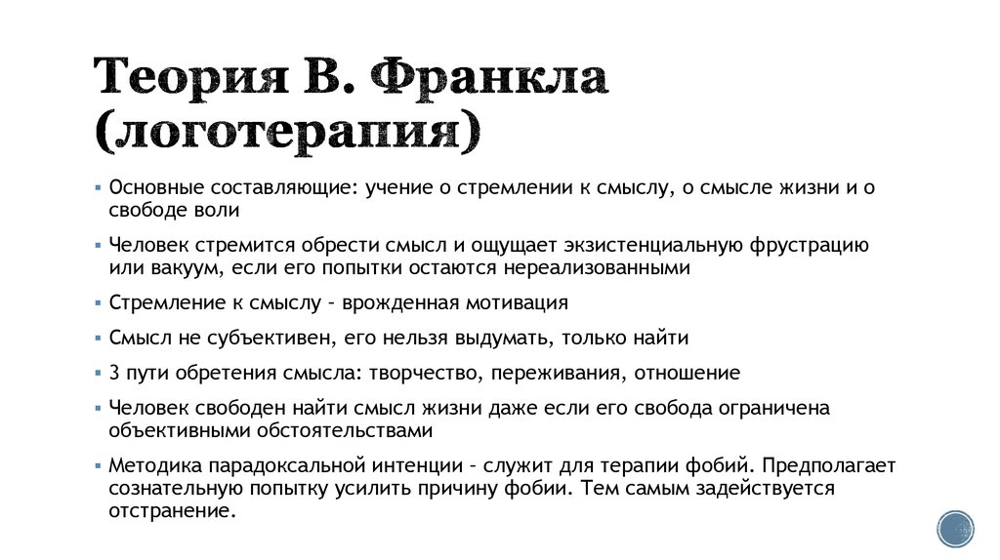 Теория В. Франкла
(логотерапия)
▪ Основные составляющие: учение о стремлении к смыслу, о смысле жизни и о
свободе воли
▪ Человек стремится обрести смысл и ощущает экзистенциальную фрустрацию
или вакуум, если его попытки остаются нереализованными
▪ Стремление к смыслу – врожденная мотивация
▪ Смысл не субъективен, его нельзя выдумать, только найти
▪ 3 пути обретения смысла: творчество, переживания, отношение
▪ Человек свободен найти смысл жизни даже если его свобода ограничена
объективными обстоятельствами
▪ Методика парадоксальной интенции – служит для терапии фобий. Предполагает
сознательную попытку усилить причину фобии. Тем самым задействуется
отстранение.